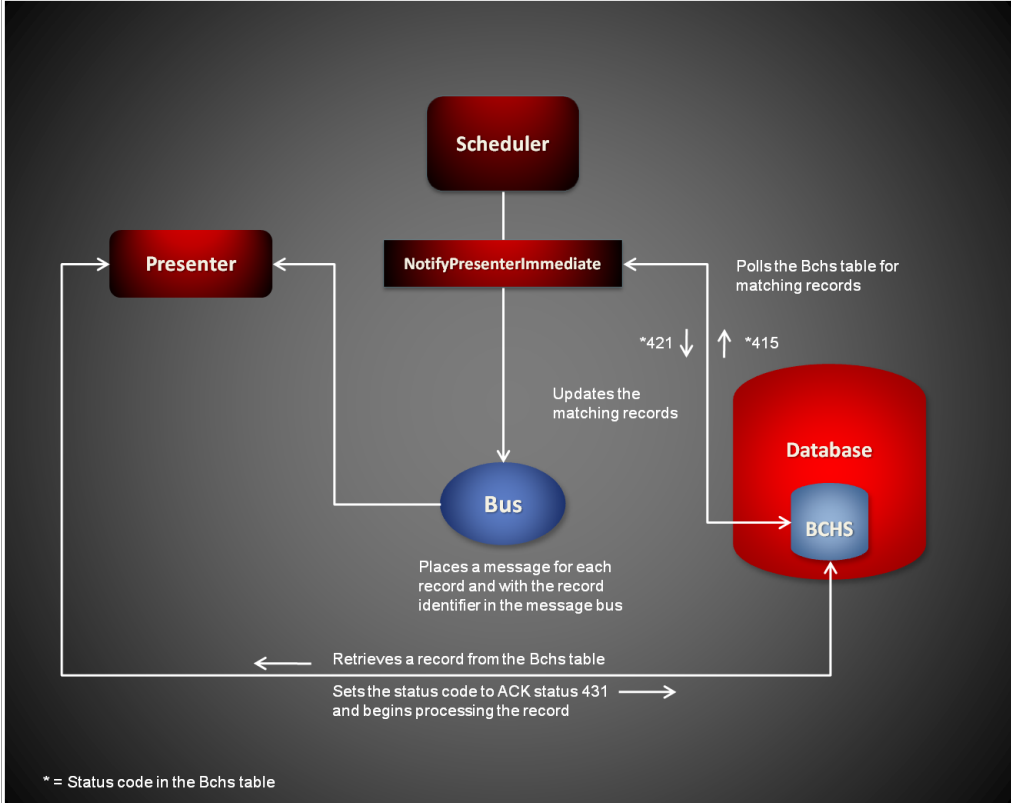 Scheduler
Presenter
NotifyPresenterImmediate
Polls the Bchs table for
matching records
*421
*415
Updates the
matching records
Database
Bus
BCHS
Places a message for each
record and with the record
identifier in the message bus
Retrieves a record from the Bchs table
Sets the status code to ACK status 431
and begins processing the record
* = Status code in the Bchs table